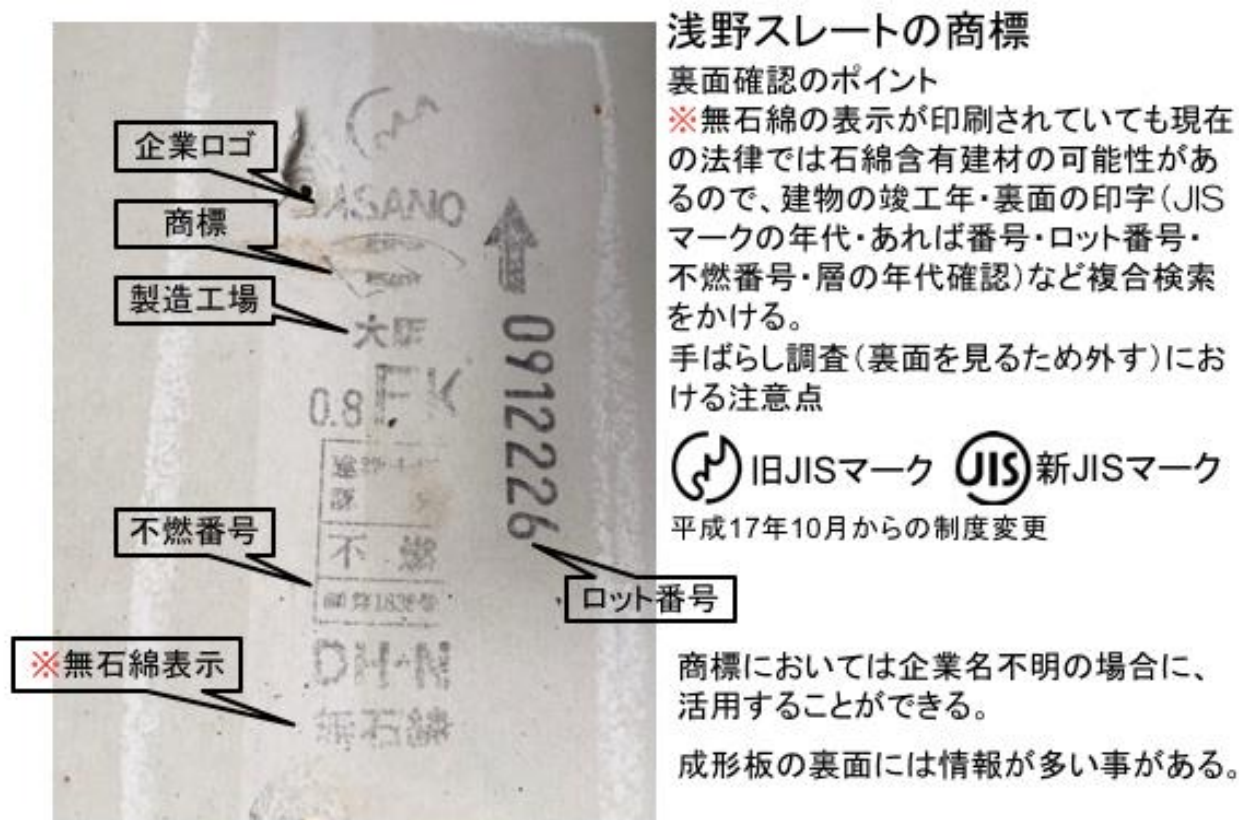 浅野スレートの商標
裏面確認のポイント
※無石綿の表示が印刷されていても現在
の法律では石綿含有建材の可能性があ
るので、建物の竣工年・裏面の印字(JIS
マークの年代・あれば番号・ロット番号・
不燃番号・層の年代確認)など複合検索
をかける。
手ばらし調査(裏面を見るため外す)にお
ける注意点
旧JISマーク JIS 新JISマーク
平成17年10月からの制度変更
商標においては企業名不明の場合に、
活用することができる。
成形板の裏面には情報が多い事がある。
企業ロゴ
商標
製造工場
不燃番号
※無石綿表示
ロット番号
ASANO
大阪
0.8
不燃
DH-N
無石綿
0912226